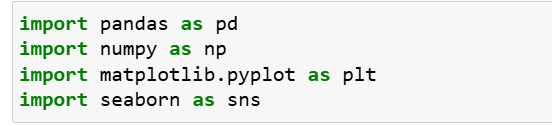 import pandas as pd
import numpy as np
import matplotlib.pyplot as plt
import seaborn as sns